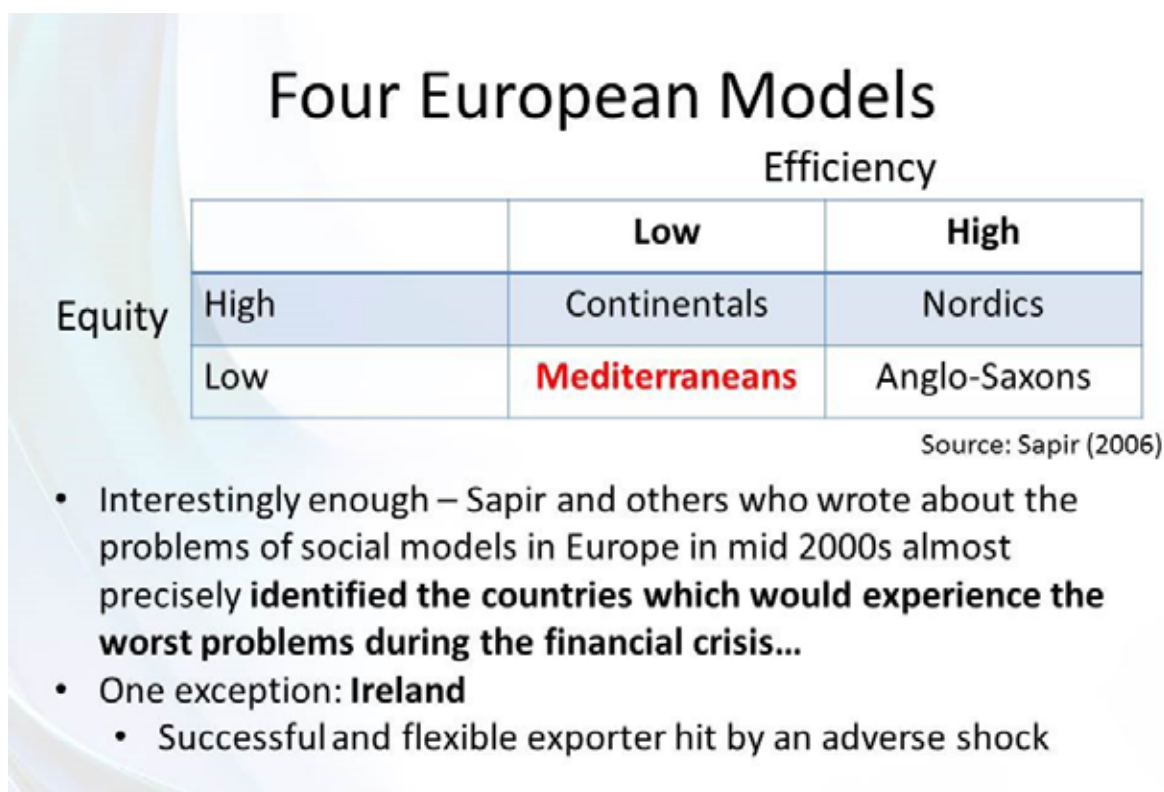 Four European Models
Efficiency
Low High
Equity High Continentals Nordics
Low Mediterraneans Anglo-Saxons
Source: Sapir (2006)
• Interestingly enough – Sapir and others who wrote about the
problems of social models in Europe in mid 2000s almost
precisely identified the countries which would experience the
worst problems during the financial crisis...
• One exception: Ireland
• Successful and flexible exporter hit by an adverse shock